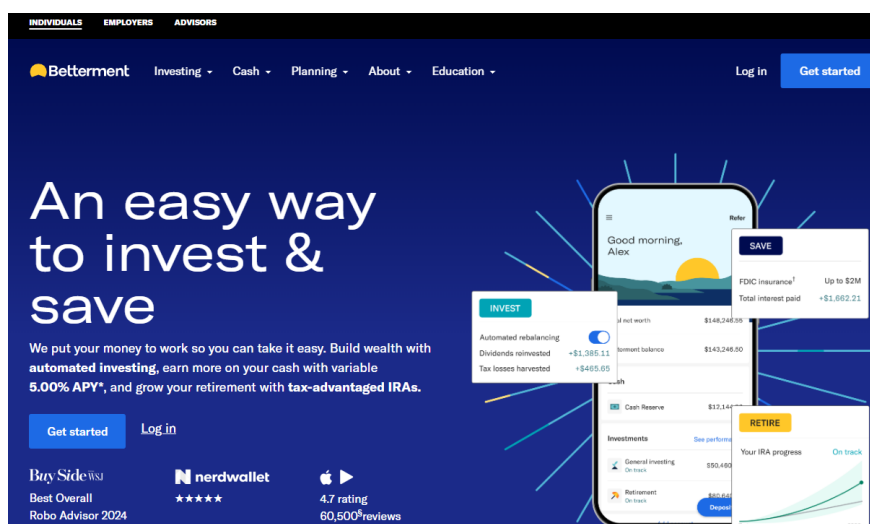 INDIVIDUALS EMPLOYERS ADVISORS
Betterment Investing Cash Planning About Education Log in Get started
An easy way
to invest &
save
We put your money to work so you can take it easy. Build wealth with
automated investing, earn more on your cash with variable
5.00% APY*, and grow your retirement with tax-advantaged IRAs.
Get started Log in
Buy Side WSJ
Best Overall
Robo Advisor 2024
nerdwallet
★★★★★
4.7 rating
60,500§reviews
Refer
Good morning,
Alex
net worth $148,246.55
balance $143,246.50
Cash Reserve
Investments See
General investing
On track
Retirement
On track
INVEST
Automated rebalancing
Dividends reinvested +$1,385.11
Tax losses harvested +$465.65
SAVE
FDIC insurance† Up to $2M
Total interest paid +$1,662.21
RETIRE
Your IRA progress On track